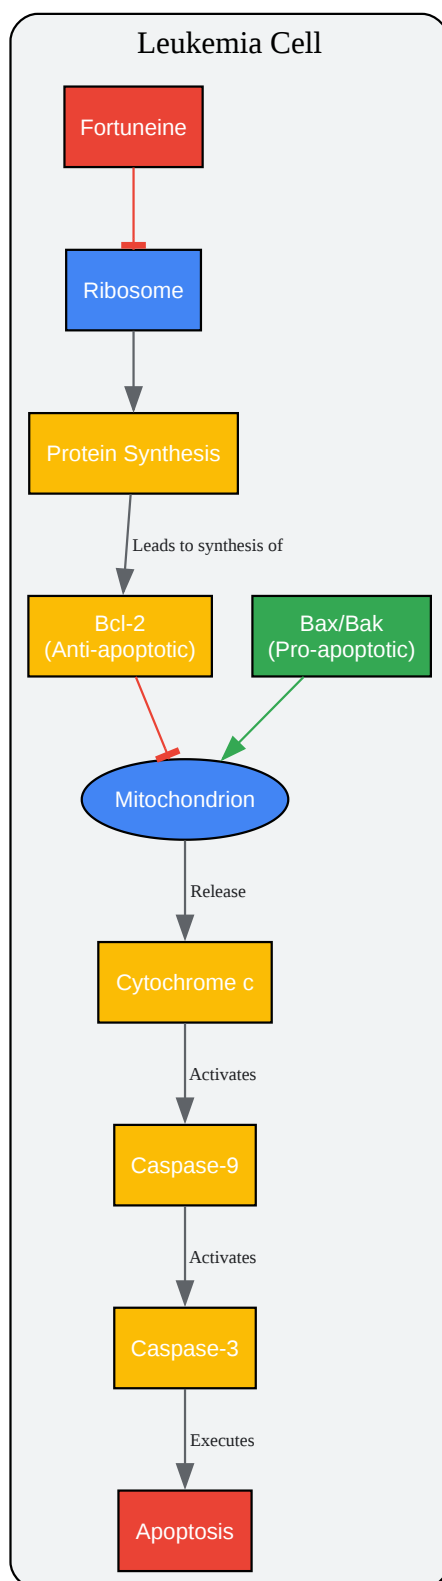 Leukemia Cell
Fortuneine
Ribosome
Protein Synthesis
Leads to synthesis of
Bcl-2
(Anti-apoptotic)
Bax/Bak
(Pro-apoptotic)
Mitochondrion
Release
Cytochrome c
Activates
Caspase-9
Activates
Caspase-3
Executes
Apoptosis